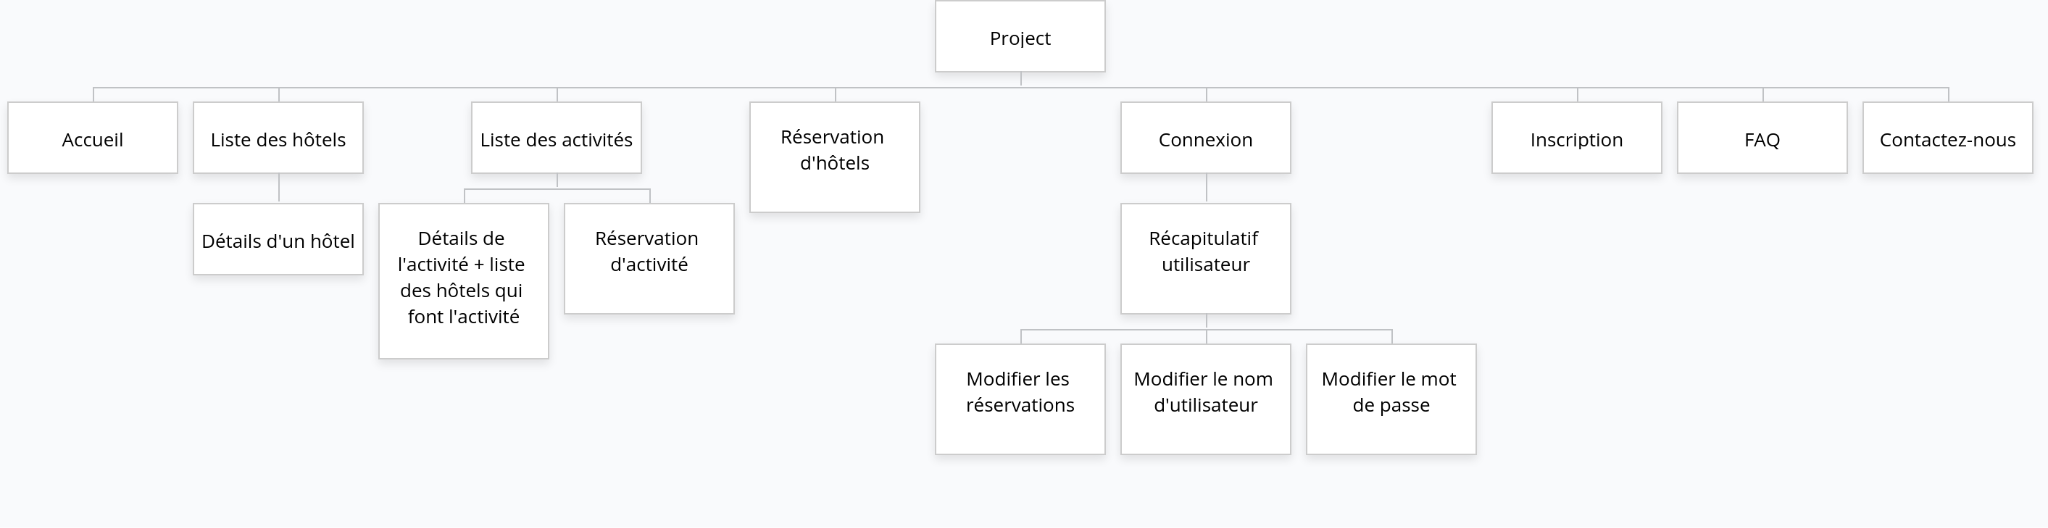 Project
Accueil
Liste des hôtels
Liste des activités
Réservation
d'hôtels
Connexion
Inscription
FAQ
Contactez-nous
Détails d'un hôtel
Détails de
l'activité + liste
des hôtels qui
font l'activité
Réservation
d'activité
Récapitulatif
utilisateur
Modifier les
réservations
Modifier le nom
d'utilisateur
Modifier le mot
de passe